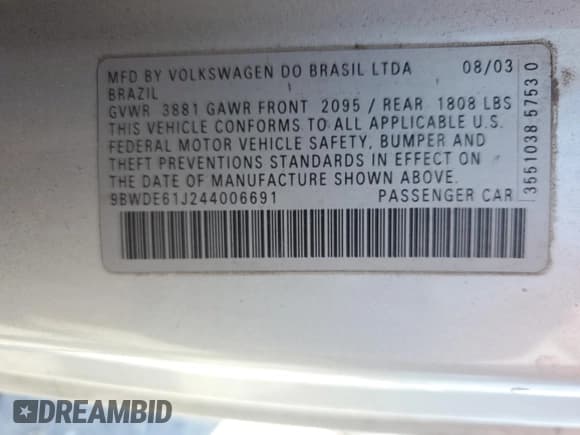 MFD BY VOLKSWAGEN DO BRASIL LTDA 08/03
BRAZIL
GVWR 3881 GAWR FRONT 2095 / REAR 1808 LBS
THIS VEHICLE CONFORMS TO ALL APPLICABLE U.S.
FEDERAL MOTOR VEHICLE SAFETY, BUMPER AND
THEFT PREVENTIONS STANDARDS IN EFFECT ON
THE DATE OF MANUFACTURE SHOWN ABOVE.
9BWDE61J244006691 PASSENGER CAR
3551038 5753 0
DREAMBID